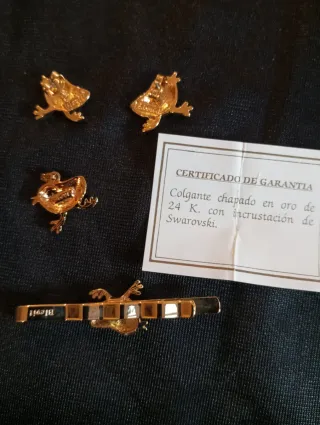 CERTIFICADO DE GARANTIA
Colgante chapado en oro de
24 K. con incrustación de
Swarovski.